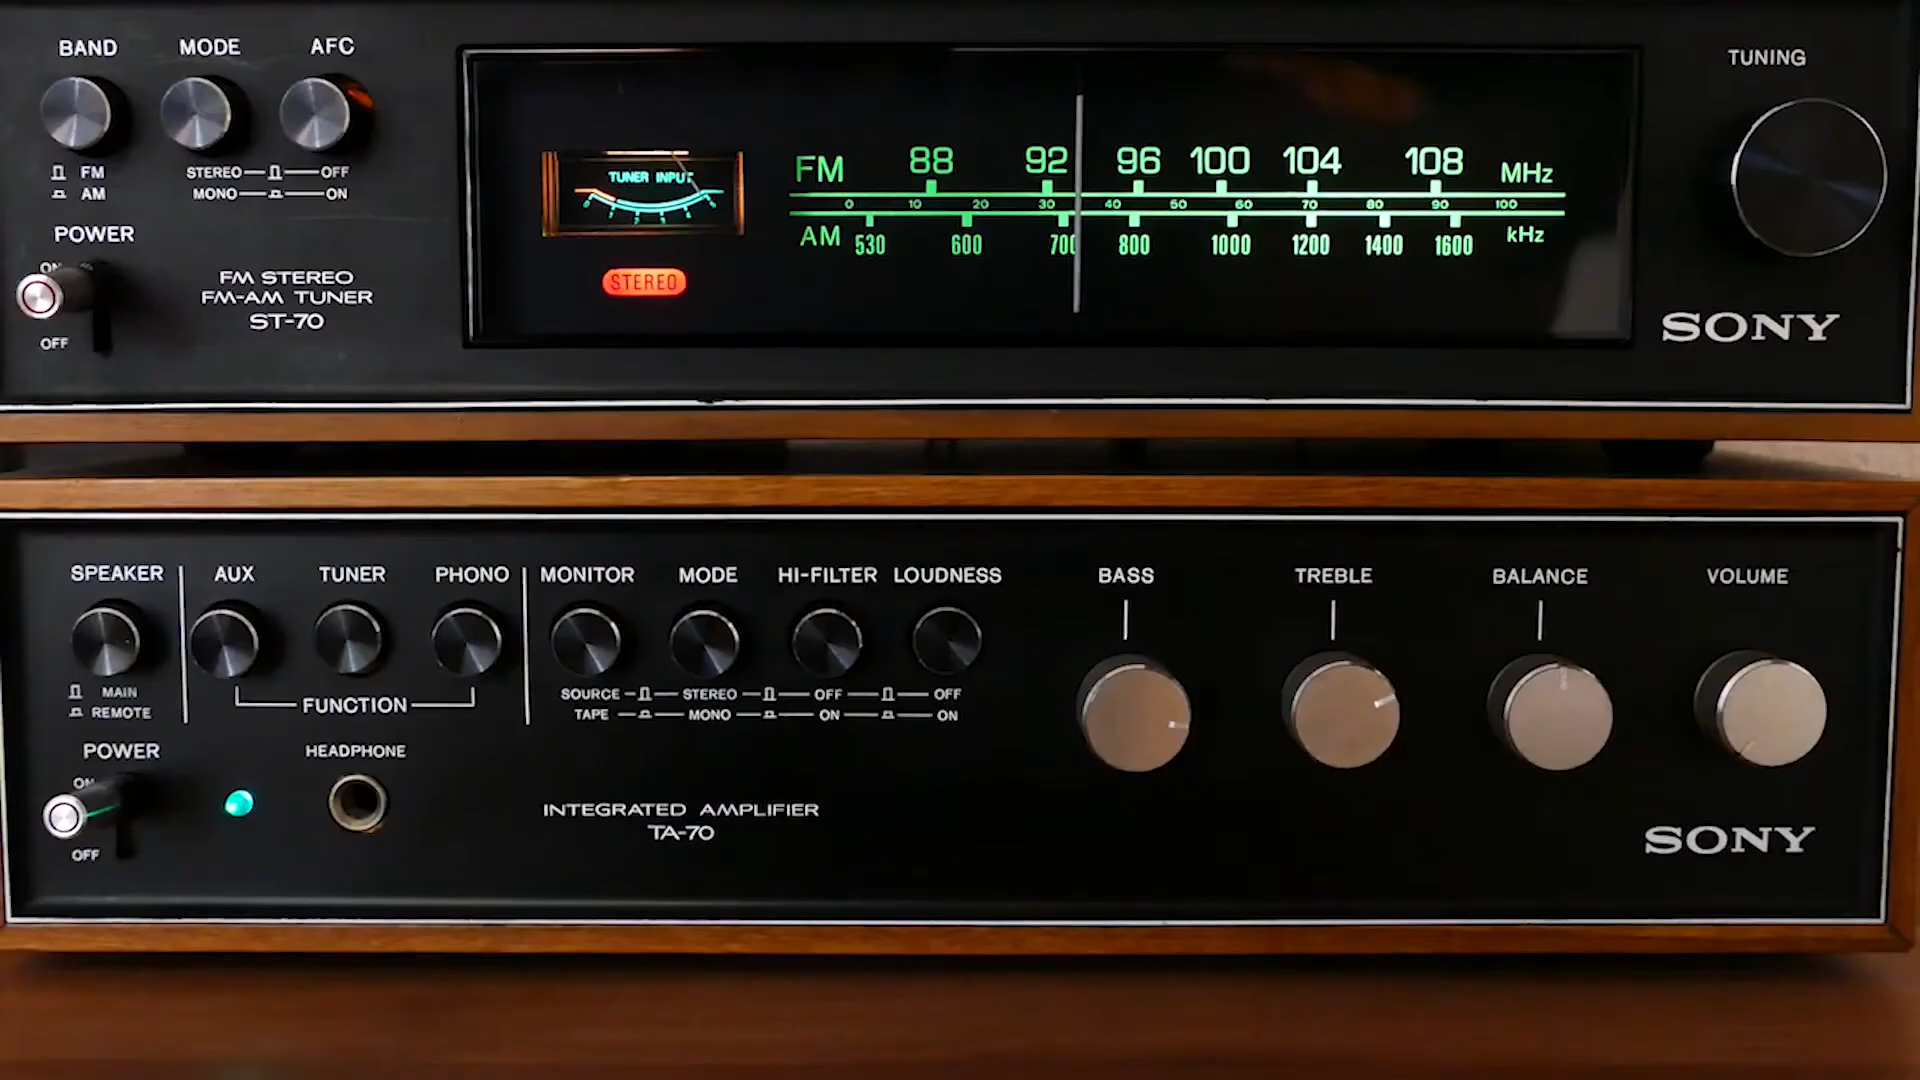 BAND MODE AFC
FM STEREO OFF
AM MONO ON
POWER
ON
OFF
FM STEREO
FM-AM TUNER
ST-70
TUNER INPUT
STEREO
FM 88 92 96 100 104 108 MHz
0 10 20 30 40 50 60 70 80 90 100
AM 530 600 700 800 1000 1200 1400 1600 kHz
TUNING
SONY
SPEAKER AUX TUNER PHONO MONITOR MODE HI-FILTER LOUDNESS BASS TREBLE BALANCE VOLUME
MAIN
REMOTE
FUNCTION
SOURCE STEREO OFF OFF
TAPE MONO ON ON
POWER
ON
OFF
HEADPHONE
INTEGRATED AMPLIFIER
TA-70
SONY